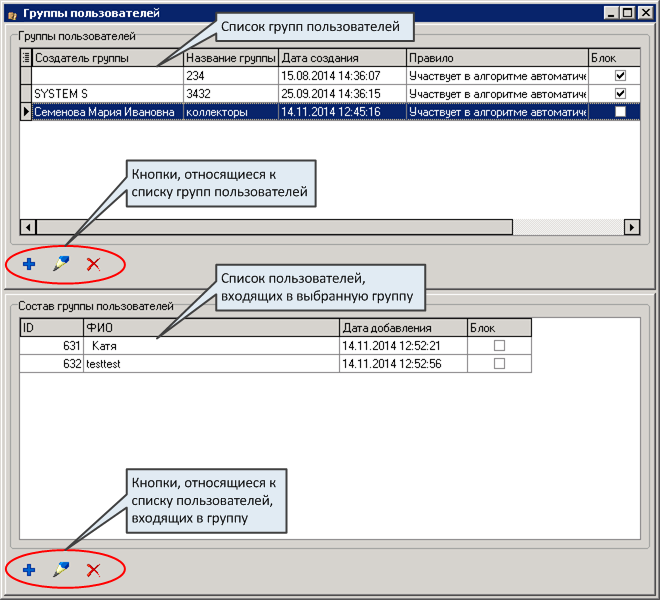 Группы пользователей
Список групп пользователей
Группы пользователей
Создатель группы Название группы Дата создания Правило Блок
234 15.08.2014 14:36:07 Участвует в алгоритме автоматиче
SYSTEM S 3432 25.09.2014 14:36:15 Участвует в алгоритме автоматиче
Семенова Мария Ивановна коллекторы 14.11.2014 12:45:16 Участвует в алгоритме автоматиче
Кнопки, относящиеся к
списку групп пользователей
Список пользователей,
входящих в выбранную группу
Состав группы пользователей
ID ФИО Дата добавления Блок
631 Катя 14.11.2014 12:52:21
632 testtest 14.11.2014 12:52:56
Кнопки, относящиеся к
списку пользователей,
входящих в группу